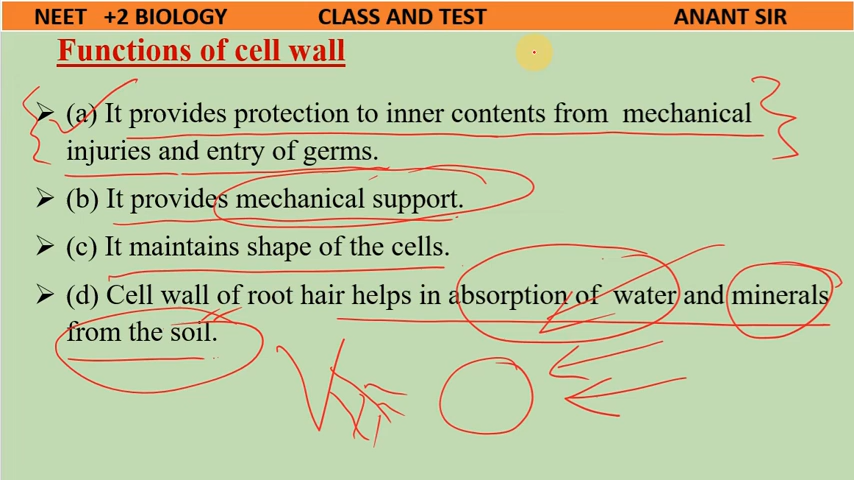 NEET +2 BIOLOGY CLASS AND TEST ANANT SIR
Functions of cell wall
➢ (a) It provides protection to inner contents from mechanical
injuries and entry of germs.
➢ (b) It provides mechanical support.
➢ (c) It maintains shape of the cells.
➢ (d) Cell wall of root hair helps in absorption of water and minerals
from the soil.